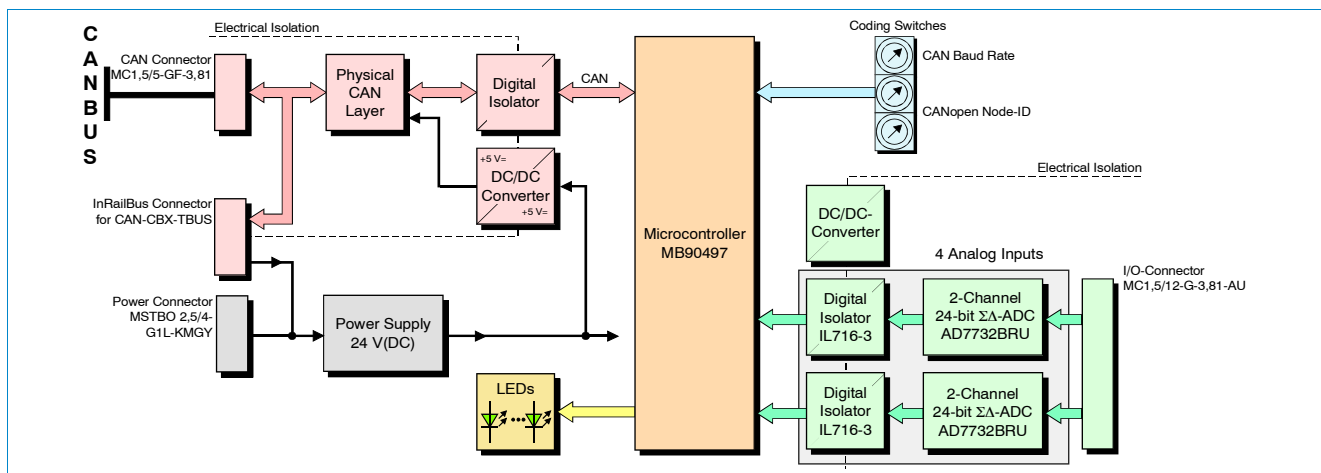 C
A
N
B
U
S
Electrical Isolation
CAN Connector
MC1,5/5-GF-3,81
Physical
CAN
Layer
Digital
Isolator
CAN
+5 V=
DC/DC
Converter
+5 V=
InRailBus Connector
for CAN-CBX-TBUS
Power Connector
MSTBO 2,5/4-
G1L-KMGY
Power Supply
24 V(DC)
LEDs
Microcontroller
MB90497
Coding Switches
CAN Baud Rate
CANopen Node-ID
Electrical Isolation
DC/DC-
Converter
4 Analog Inputs
I/O-Connector
MC1,5/12-G-3,81-AU
Digital
Isolator
IL716-3
2-Channel
24-bit ΣΔ-ADC
AD7732BRU
Digital
Isolator
IL716-3
2-Channel
24-bit ΣΔ-ADC
AD7732BRU